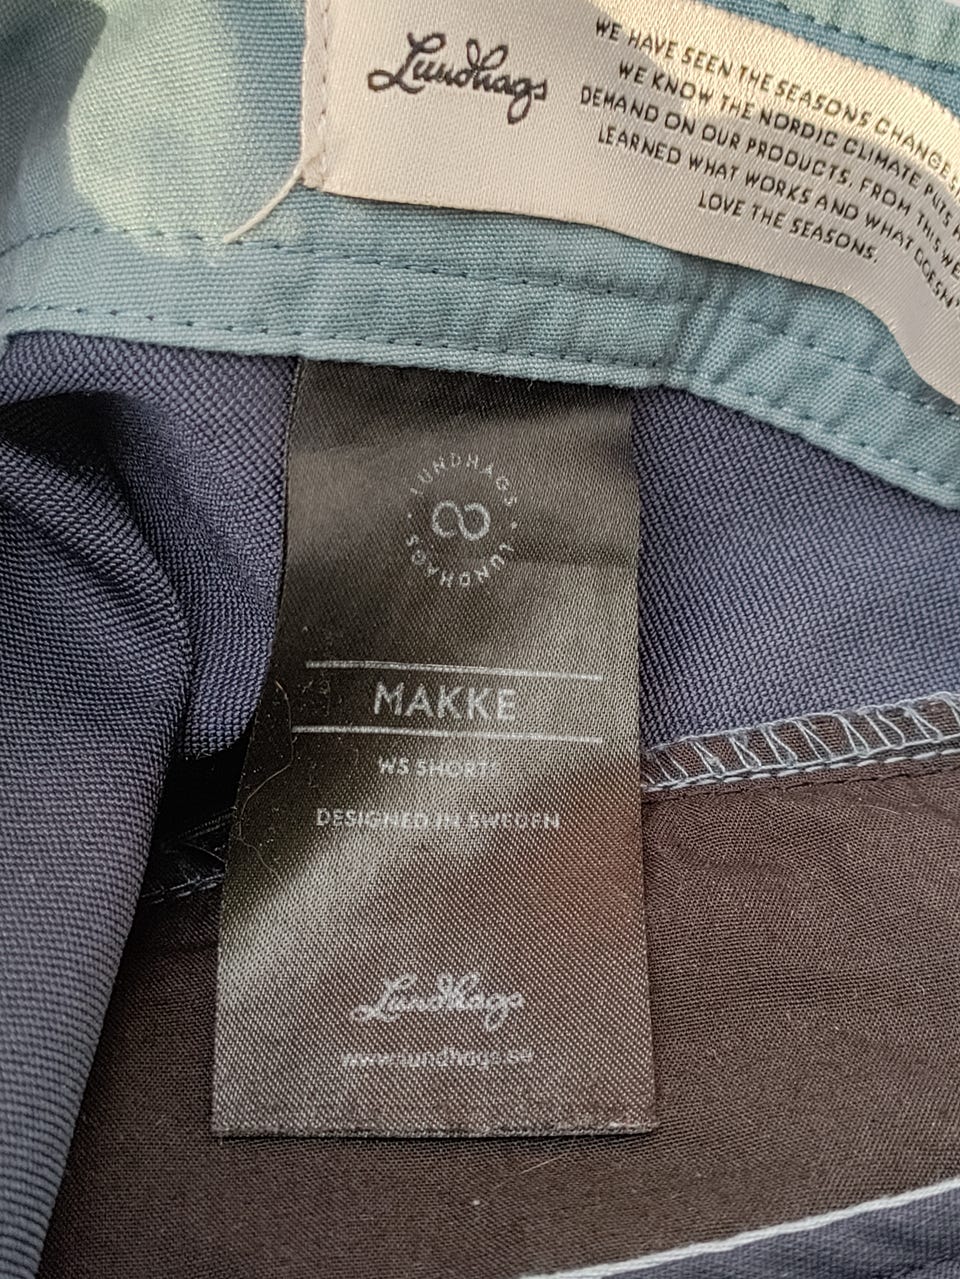 Lundhags
WE HAVE SEEN THE SEASONS CHANGE.
WE KNOW THE NORDIC CLIMATE PUTS
DEMAND ON OUR PRODUCTS. FROM THIS WE
LEARNED WHAT WORKS AND WHAT DOESN'
LOVE THE SEASONS.
LUNDHAGS • LUNDHAGS •
MAKKE
WS SHORTS
DESIGNED IN SWEDEN
Lundhags
www.lundhags.se